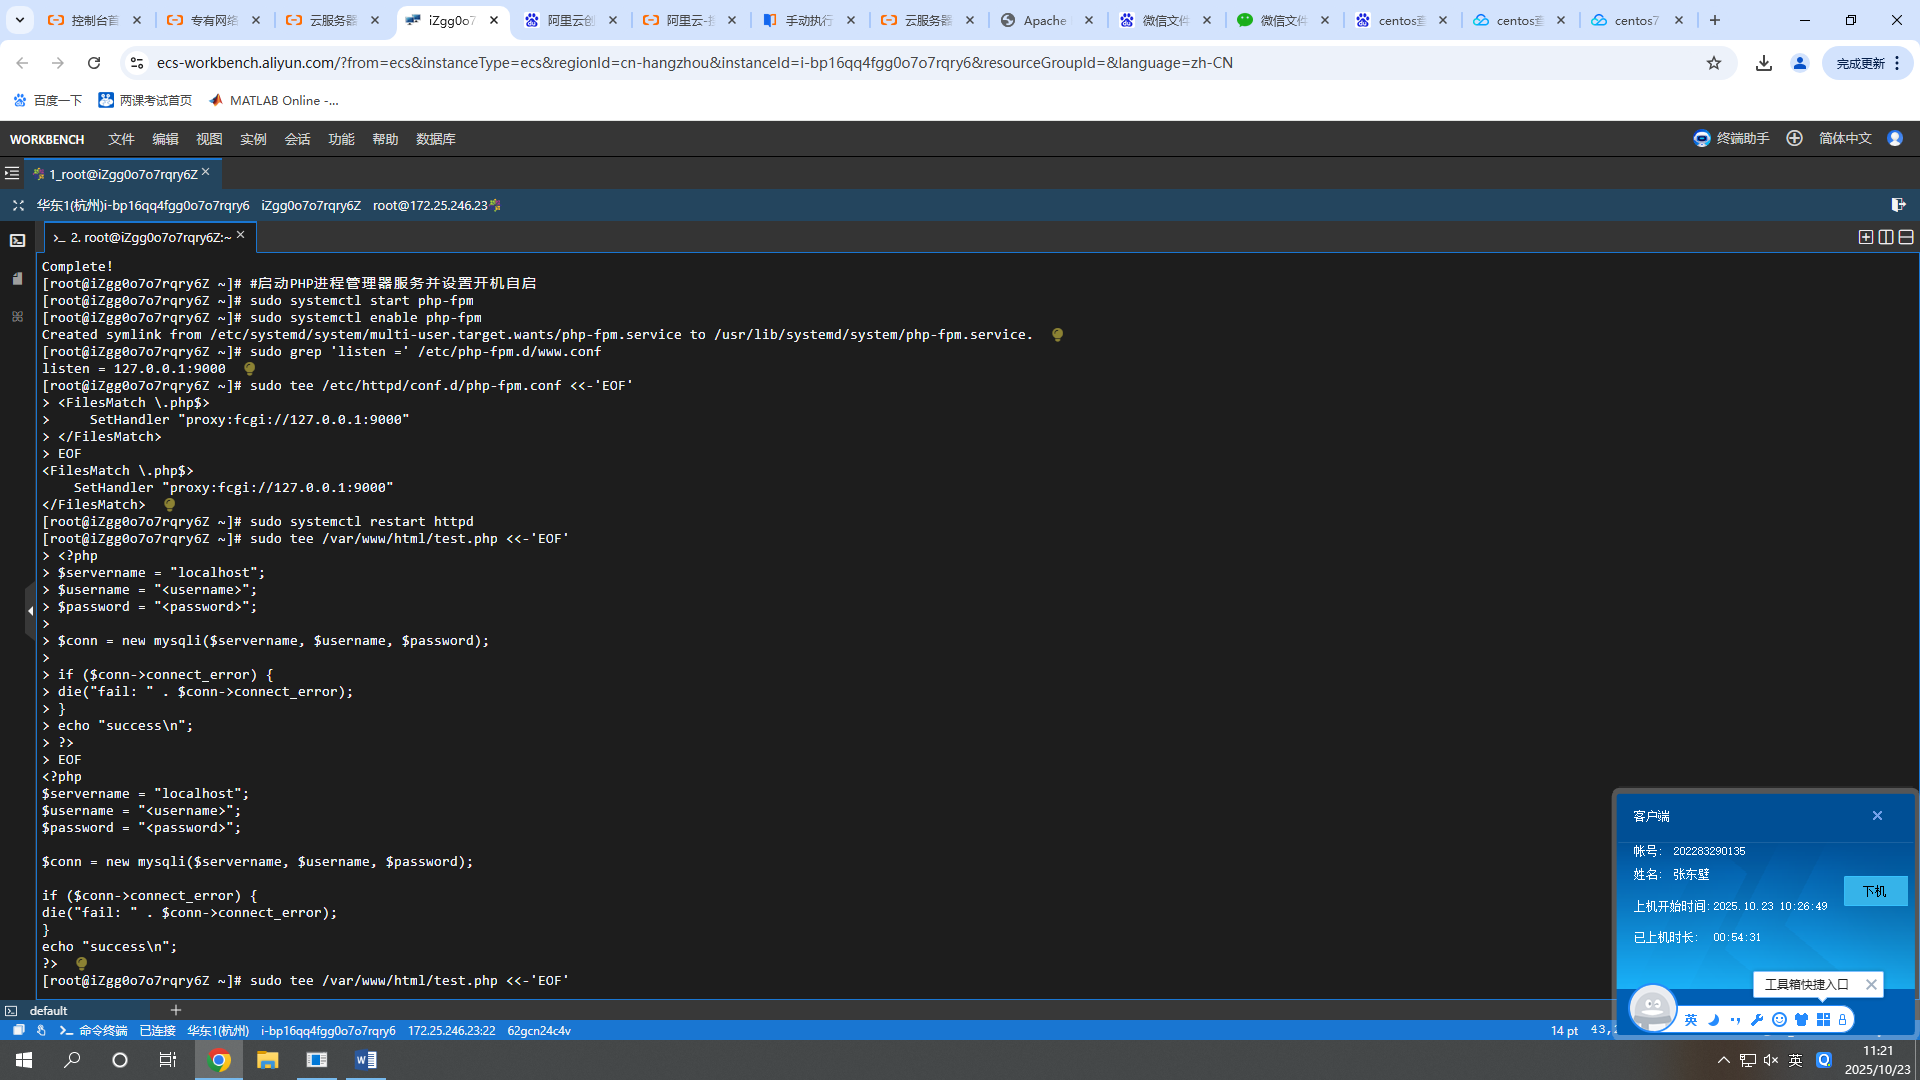 控制台首
专有网络
云服务器
iZgg0o7
阿里云创
阿里云-
手动执行
云服务器
Apache
微信文件
微信文件
centos查
centos查
centos7
ecs-workbench.aliyun.com/?from=ecs&instanceType=ecs&regionId=cn-hangzhou&instanceId=i-bp16qq4fgg0o7o7rqry6&resourceGroupId=&language=zh-CN
完成更新
百度一下 两课考试首页 MATLAB Online -...
WORKBENCH 文件 编辑 视图 实例 会话 功能 帮助 数据库 终端助手 简体中文
1_root@iZgg0o7o7rqry6Z
华东1(杭州)i-bp16qq4fgg0o7o7rqry6 iZgg0o7o7rqry6Z root@172.25.246.23
2. root@iZgg0o7o7rqry6Z:~
Complete!
[root@iZgg0o7o7rqry6Z ~]# #启动PHP进程管理器服务并设置开机自启
[root@iZgg0o7o7rqry6Z ~]# sudo systemctl start php-fpm
[root@iZgg0o7o7rqry6Z ~]# sudo systemctl enable php-fpm
Created symlink from /etc/systemd/system/multi-user.target.wants/php-fpm.service to /usr/lib/systemd/system/php-fpm.service.
[root@iZgg0o7o7rqry6Z ~]# sudo grep 'listen =' /etc/php-fpm.d/www.conf
listen = 127.0.0.1:9000
[root@iZgg0o7o7rqry6Z ~]# sudo tee /etc/httpd/conf.d/php-fpm.conf <<-'EOF'
> <FilesMatch \.php$>
>     SetHandler "proxy:fcgi://127.0.0.1:9000"
> </FilesMatch>
> EOF
<FilesMatch \.php$>
    SetHandler "proxy:fcgi://127.0.0.1:9000"
</FilesMatch>
[root@iZgg0o7o7rqry6Z ~]# sudo systemctl restart httpd
[root@iZgg0o7o7rqry6Z ~]# sudo tee /var/www/html/test.php <<-'EOF'
> <?php
> $servername = "localhost";
> $username = "<username>";
> $password = "<password>";
>
> $conn = new mysqli($servername, $username, $password);
>
> if ($conn->connect_error) {
> die("fail: " . $conn->connect_error);
> }
> echo "success\n";
> ?>
> EOF
<?php
$servername = "localhost";
$username = "<username>";
$password = "<password>";
$conn = new mysqli($servername, $username, $password);
if ($conn->connect_error) {
die("fail: " . $conn->connect_error);
}
echo "success\n";
?>
[root@iZgg0o7o7rqry6Z ~]# sudo tee /var/www/html/test.php <<-'EOF'
客户端
帐号: 202283290135
姓名: 张东壁
下机
上机开始时间:2025.10.23 10:26:49
已上机时长: 00:54:31
工具箱快捷入口
英
default
命令终端 已连接 华东1(杭州) i-bp16qq4fgg0o7o7rqry6 172.25.246.23:22 62gcn24c4v 14 pt 43,
英
11:21
2025/10/23